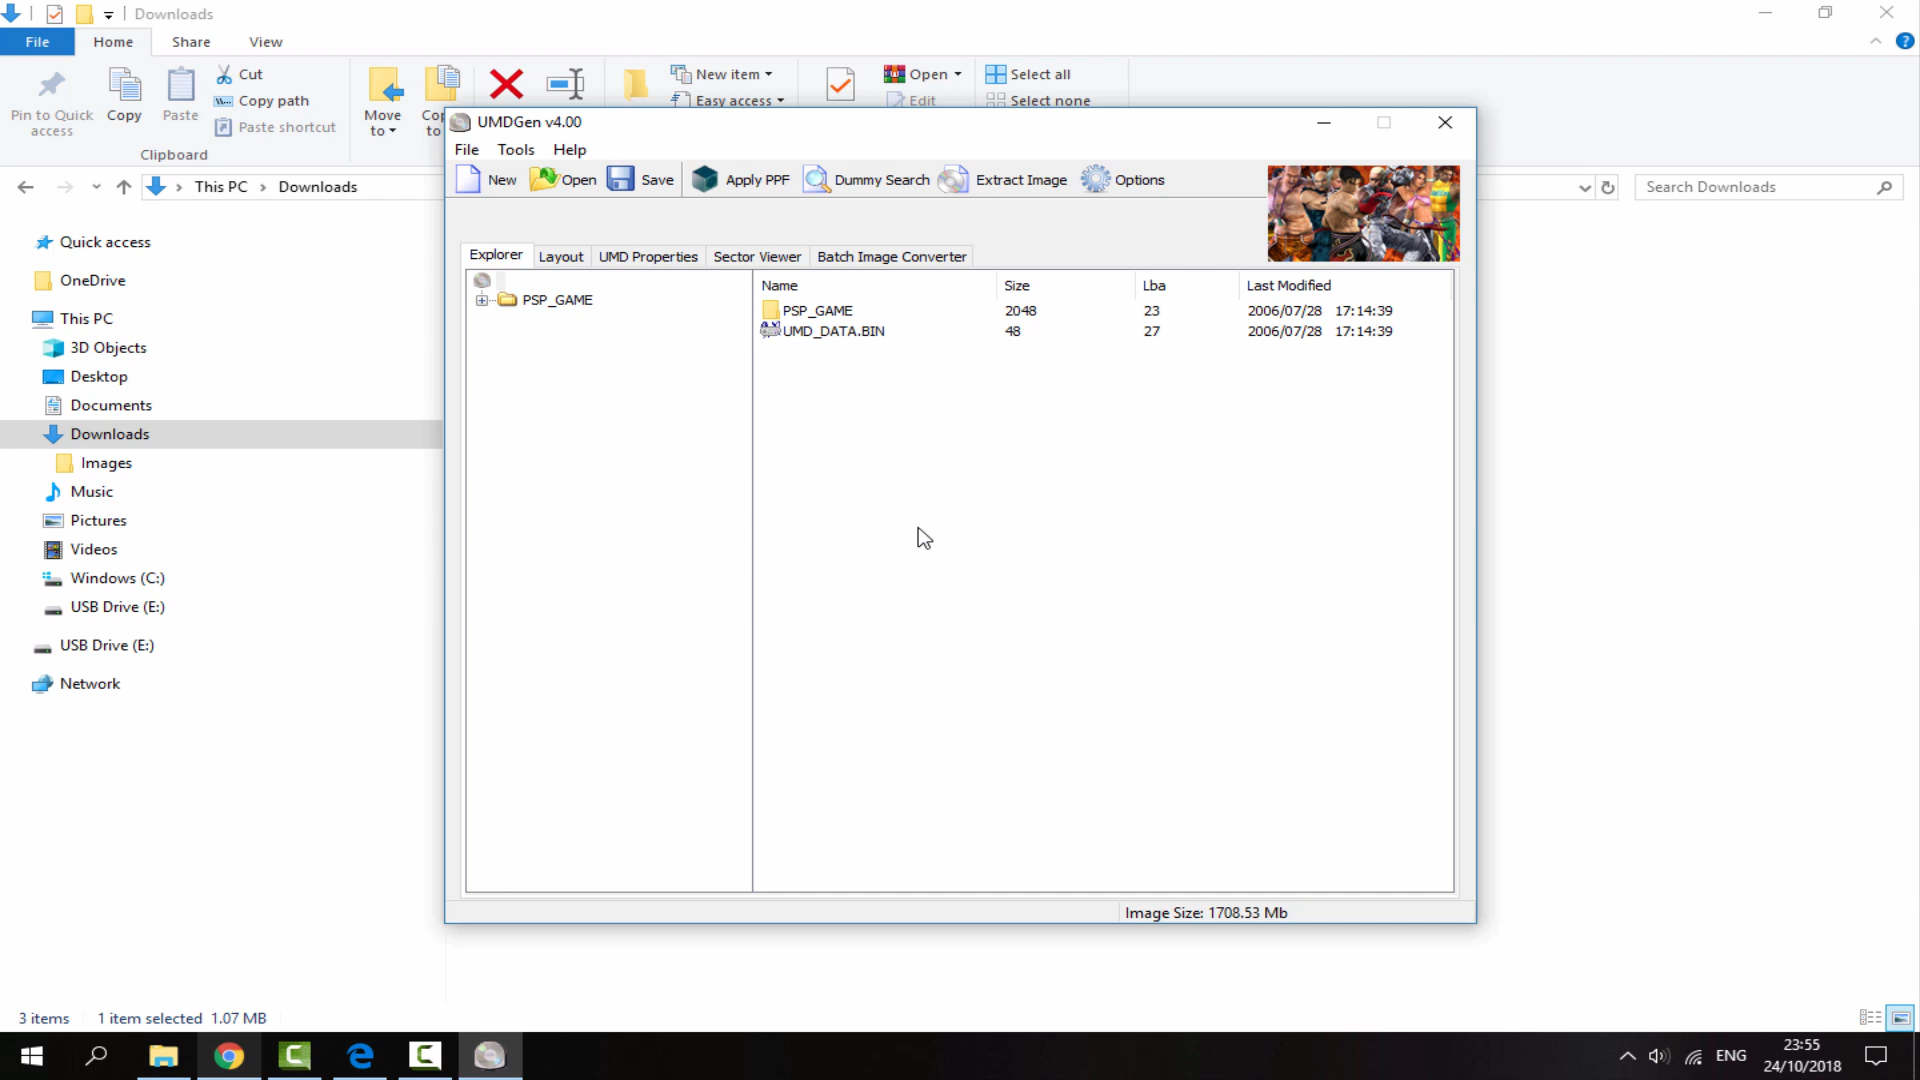 Downloads
File
Home
Share
View
Pin to Quick access
Copy
Paste
Cut
Copy path
Paste shortcut
Clipboard
Move to
New item
Easy access
Open
Edit
Select all
Select none
This PC
Downloads
Search Downloads
Quick access
OneDrive
This PC
3D Objects
Desktop
Documents
Downloads
Images
Music
Pictures
Videos
Windows (C:)
USB Drive (E:)
USB Drive (E:)
Network
UMDGen v4.00
File Tools Help
New Open Save Apply PPF Dummy Search Extract Image Options
Explorer Layout UMD Properties Sector Viewer Batch Image Converter
PSP_GAME
Name Size Lba Last Modified
PSP_GAME 2048 23 2006/07/28 17:14:39
UMD_DATA.BIN 48 27 2006/07/28 17:14:39
Image Size: 1708.53 Mb
3 items 1 item selected 1.07 MB
ENG
23:55
24/10/2018